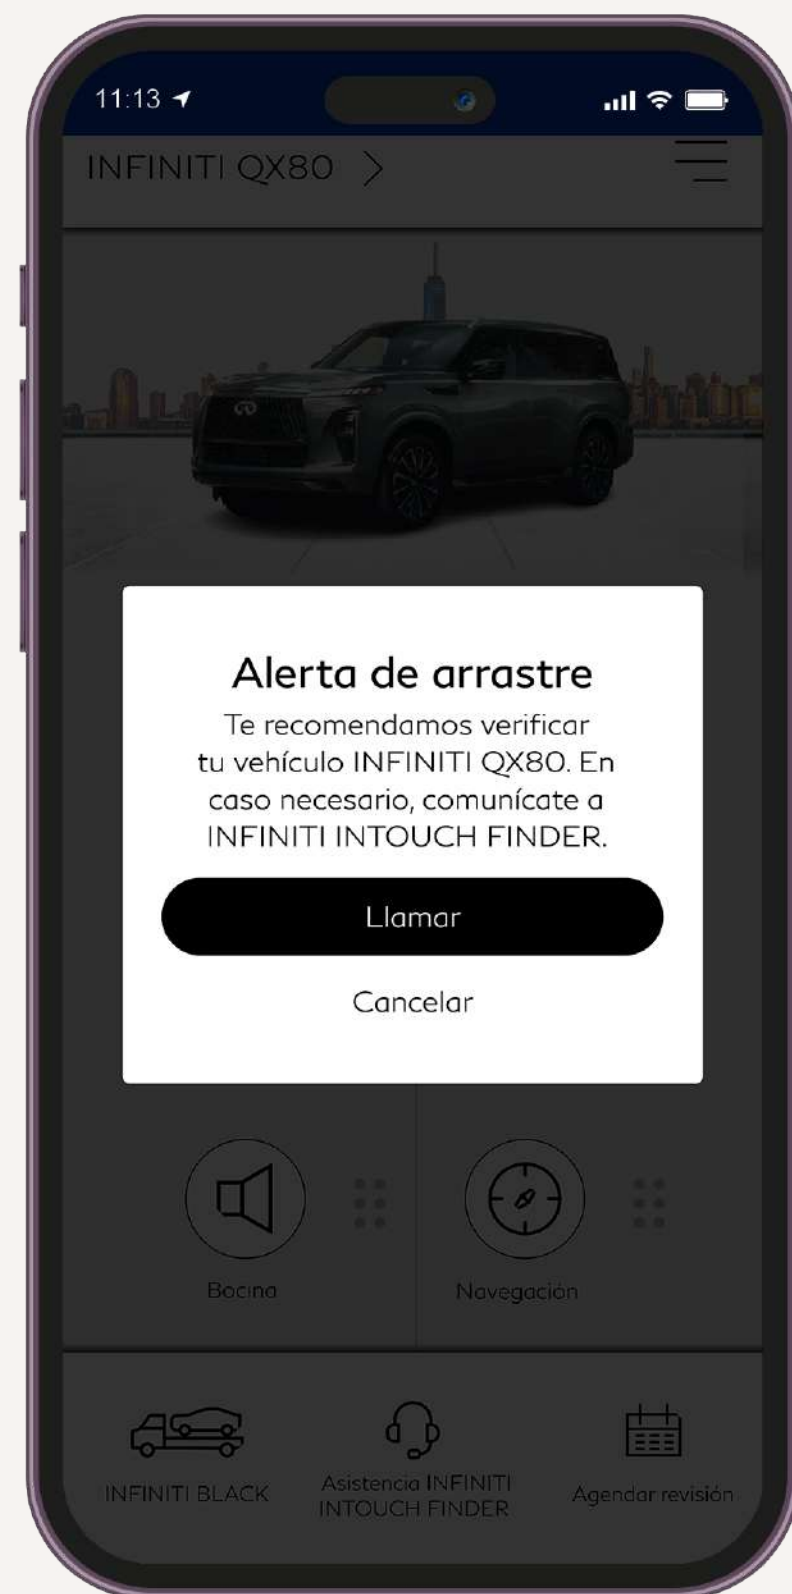 11:13
INFINITI QX80
Alerta de arrastre
Te recomendamos verificar
tu vehículo INFINITI QX80. En
caso necesario, comunícate a
INFINITI INTOUCH FINDER.
Llamar
Cancelar
Bocina
Navegación
INFINITI BLACK
Asistencia INFINITI
INTOUCH FINDER
Agendar revisión